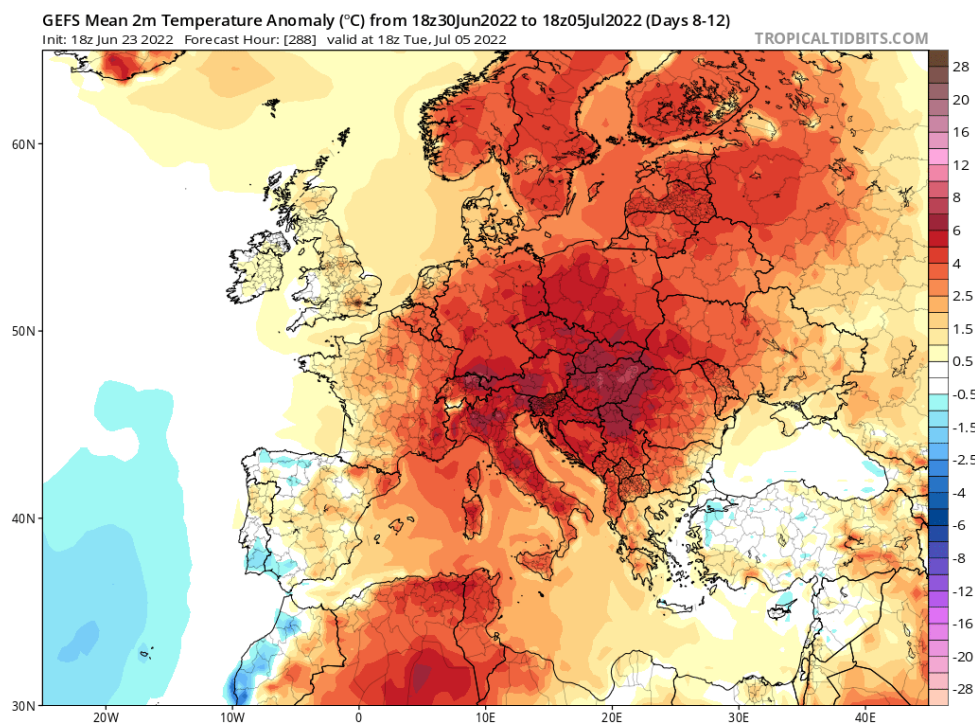 GEFS Mean 2m Temperature Anomaly (°C) from 18z30Jun2022 to 18z05Jul2022 (Days 8-12)
Init: 18z Jun 23 2022 Forecast Hour: [288] valid at 18z Tue, Jul 05 2022
TROPICALTIDBITS.COM
60N
50N
40N
30N
20W
10W
0
10E
20E
30E
40E
28
20
16
12
8
6
4
2.5
1.5
0.5
-0.5
-1.5
-2.5
-4
-6
-8
-12
-16
-20
-28